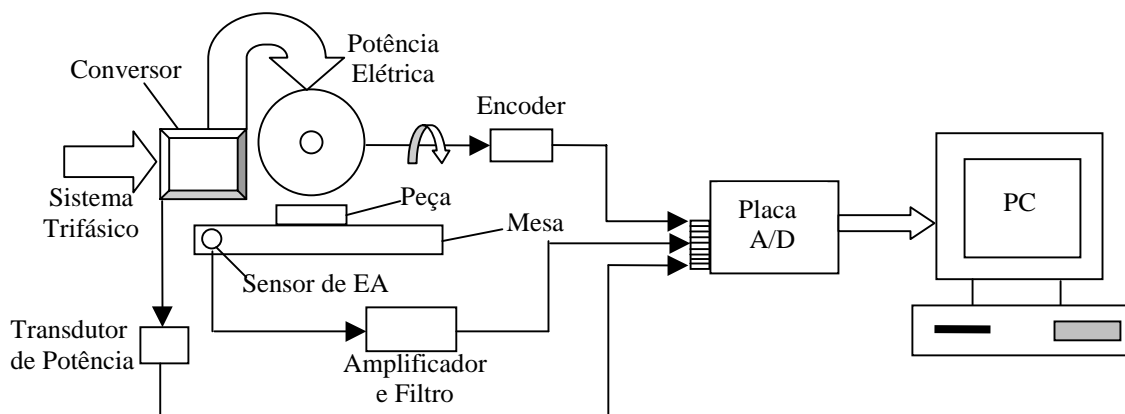 Potência
Elétrica
Conversor
Encoder
Sistema
Trifásico
Peça
Mesa
Placa
A/D
PC
Sensor de EA
Transdutor
de Potência
Amplificador
e Filtro